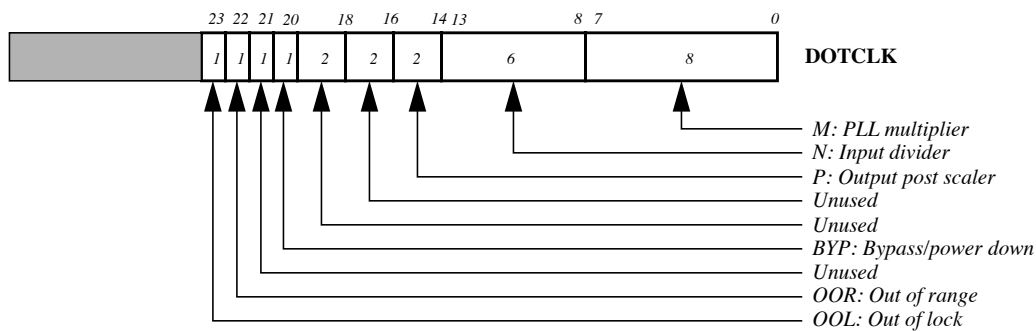 23 22 21 20 18 16 14 13 8 7 0
1 1 1 1 2 2 2 6 8 DOTCLK
M: PLL multiplier
N: Input divider
P: Output post scaler
Unused
Unused
BYP: Bypass/power down
Unused
OOR: Out of range
OOL: Out of lock